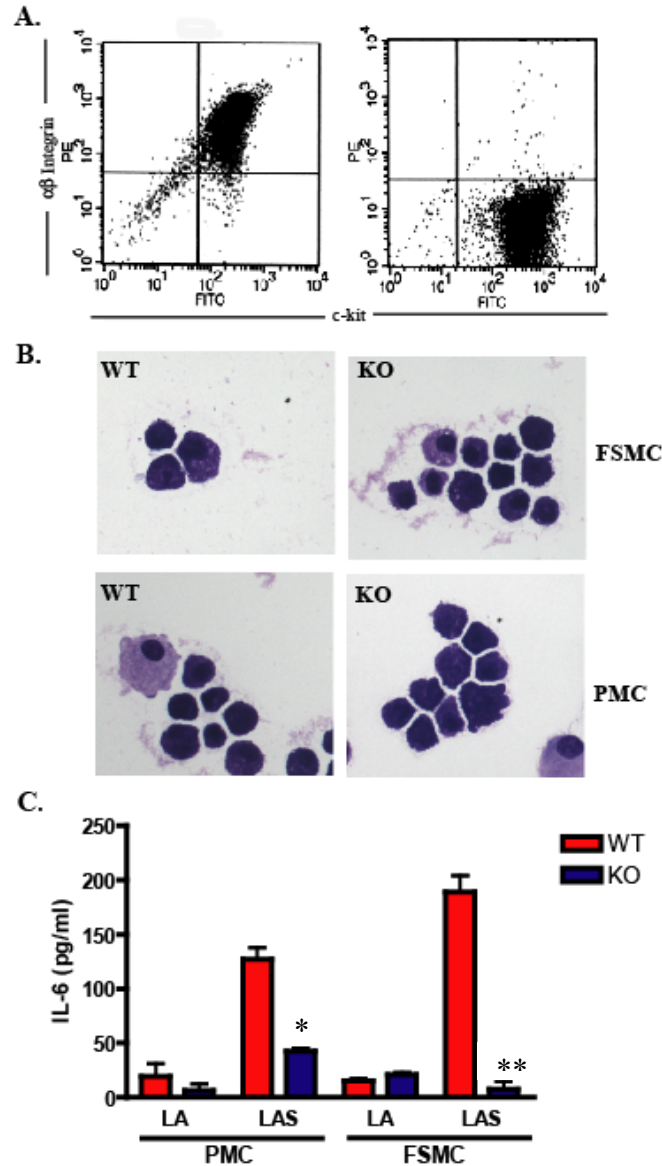 A.
αβ Integrin
PE
10⁰ 10¹ 10² 10³ 10⁴
10⁰ 10¹ 10² 10³ 10⁴
FITC
PE
10⁰ 10¹ 10² 10³ 10⁴
10⁰ 10¹ 10² 10³ 10⁴
FITC
c-kit
B.
WT
KO
FSMC
WT
KO
PMC
C.
IL-6 (pg/ml)
250
200
150
100
50
0
WT
KO
*
**
LA LAS LA LAS
PMC FSMC